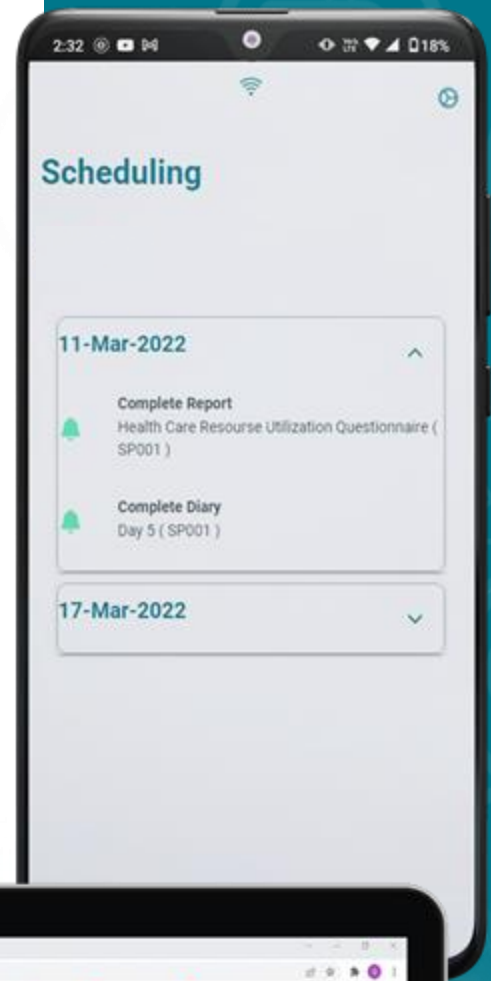 2:32 18%
Scheduling
11-Mar-2022
Complete Report
Health Care Resourse Utilization Questionnaire (
SP001 )
Complete Diary
Day 5 ( SP001 )
17-Mar-2022